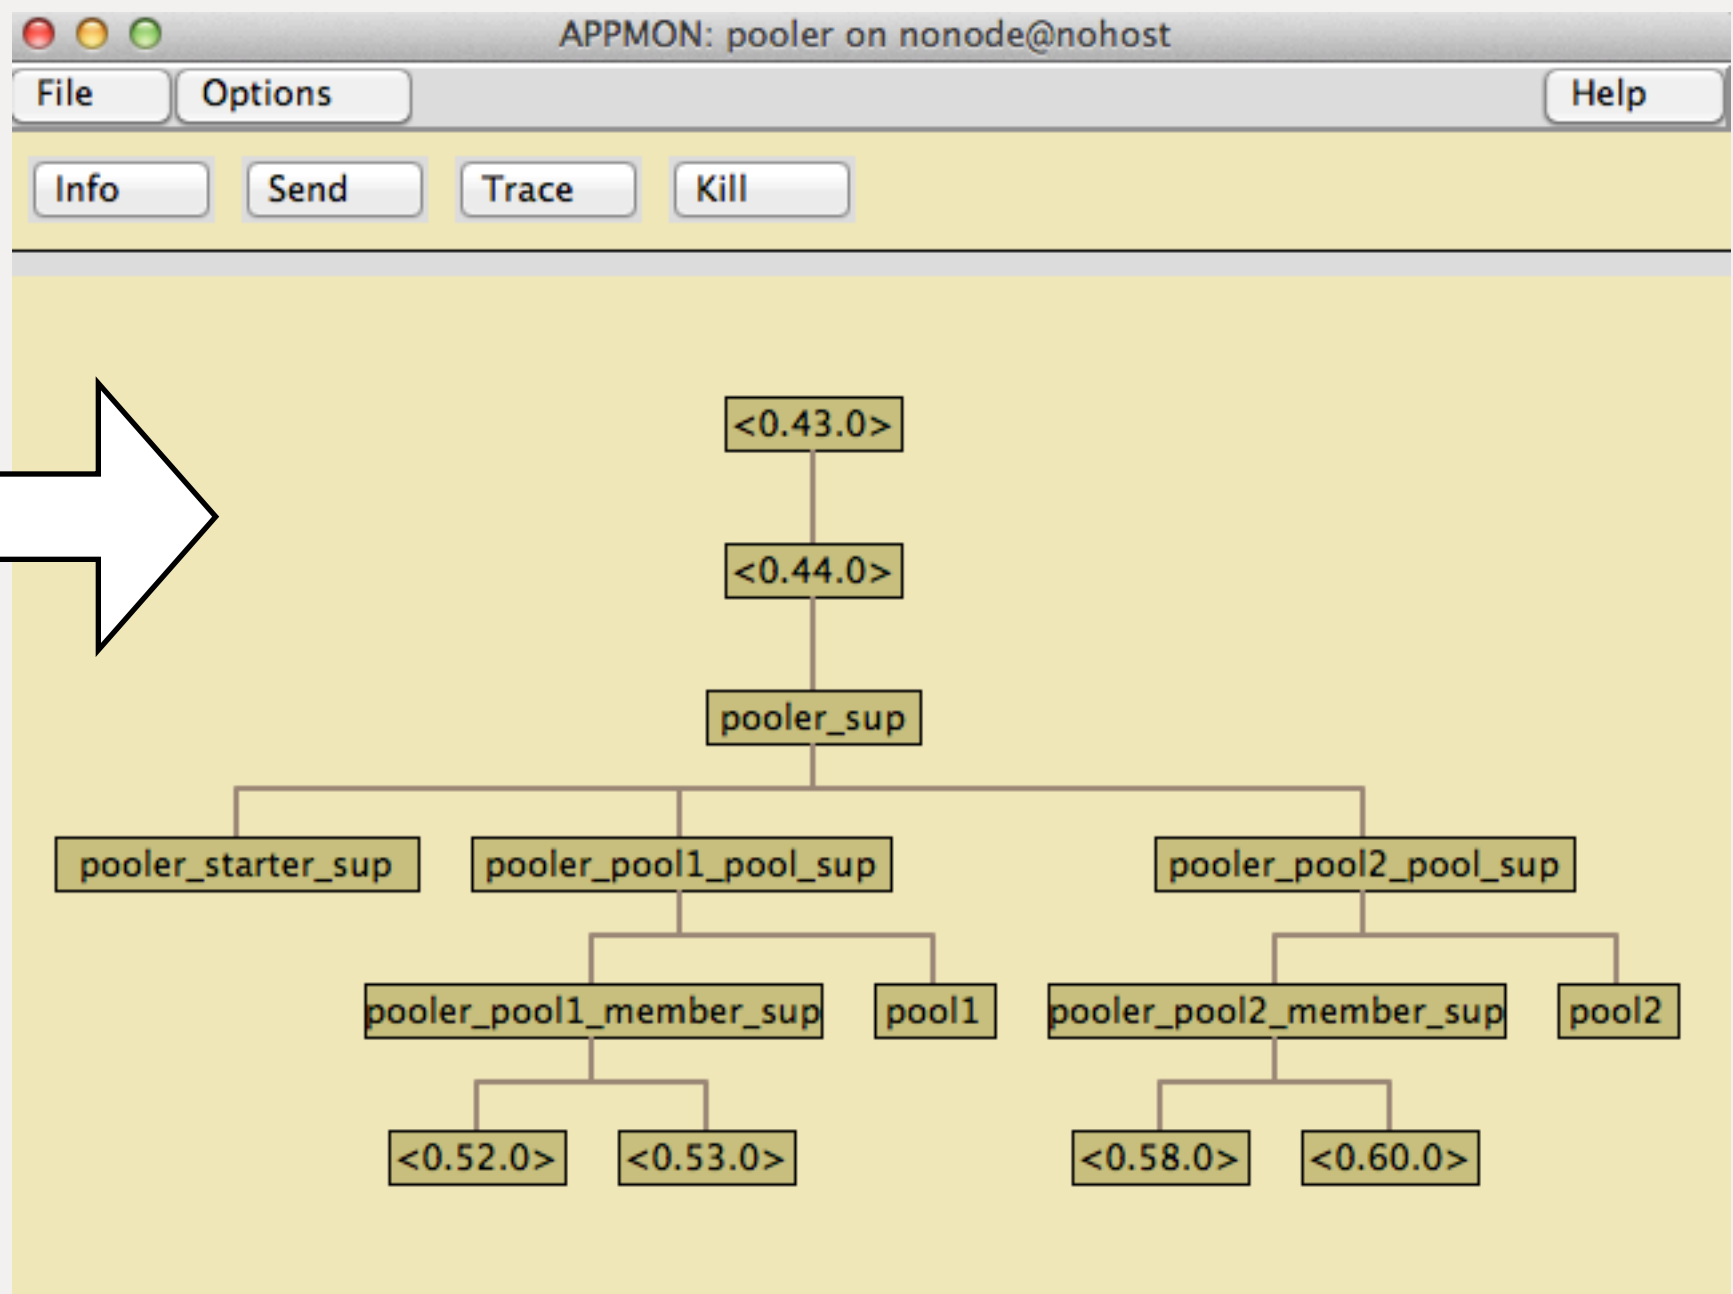 APPMON: pooler on nonode@nohost
File Options Help
Info Send Trace Kill
<0.43.0>
<0.44.0>
pooler_sup
pooler_starter_sup pooler_pool1_pool_sup pooler_pool2_pool_sup
pooler_pool1_member_sup pool1 pooler_pool2_member_sup pool2
<0.52.0> <0.53.0> <0.58.0> <0.60.0>